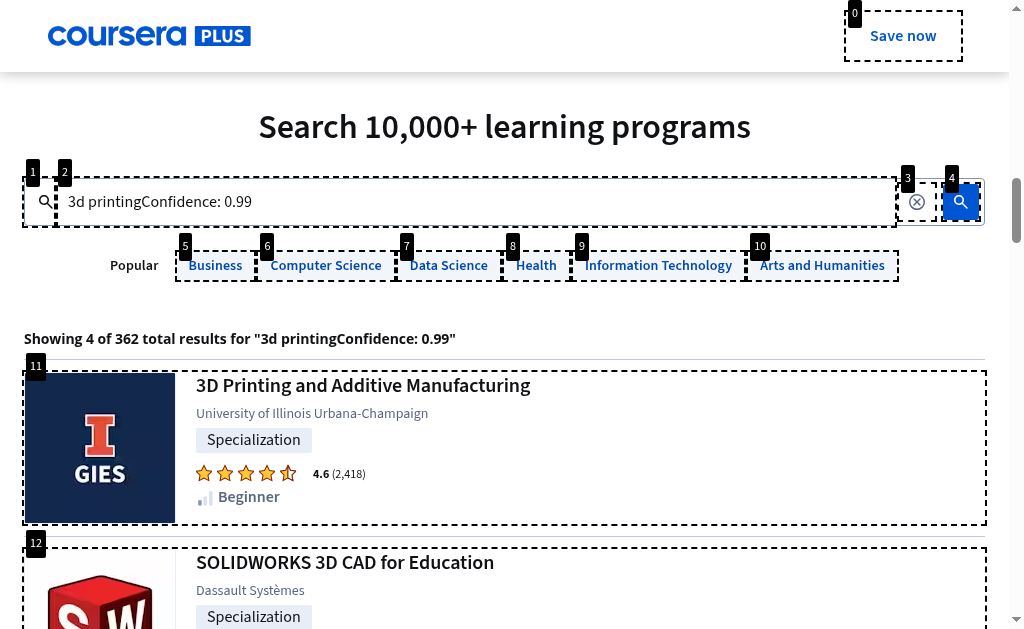 coursera PLUS
0
Save now
Search 10,000+ learning programs
1
2
3
4
3d printingConfidence: 0.99
5
6
7
8
9
10
Popular
Business
Computer Science
Data Science
Health
Information Technology
Arts and Humanities
Showing 4 of 362 total results for "3d printingConfidence: 0.99"
11
3D Printing and Additive Manufacturing
University of Illinois Urbana-Champaign
Specialization
I
GIES
4.6 (2,418)
Beginner
12
SOLIDWORKS 3D CAD for Education
Dassault Systèmes
SW
Specialization